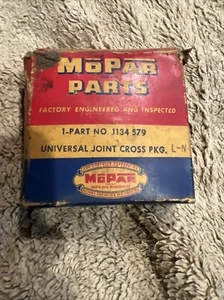 MOPAR
PARTS
FACTORY ENGINEERED AND INSPECTED
1-PART NO. 1134 579
UNIVERSAL JOINT CROSS PKG. L-N
MOPAR